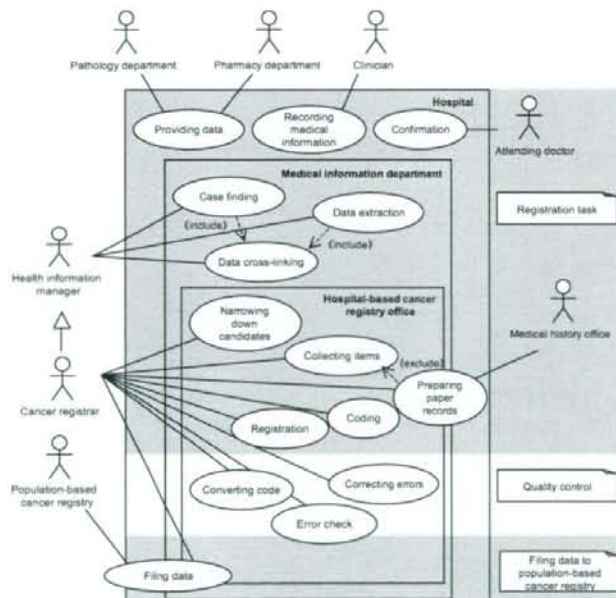 Pathology department
Pharmacy department
Clinician
Hospital
Providing data
Recording
medical
information
Confirmation
Attending doctor
Medical information department
Case finding
Data extraction
Registration task
{include}
{include}
Data cross-linking
Health information
manager
Hospital-based cancer
registry office
Narrowing
down
candidates
Medical history office
Collecting items
{exclude}
Preparing
paper
records
Cancer registrar
Coding
Registration
Population-based
cancer registry
Converting code
Correcting errors
Quality control
Error check
Filing data
Filing data to
population-based
cancer registry